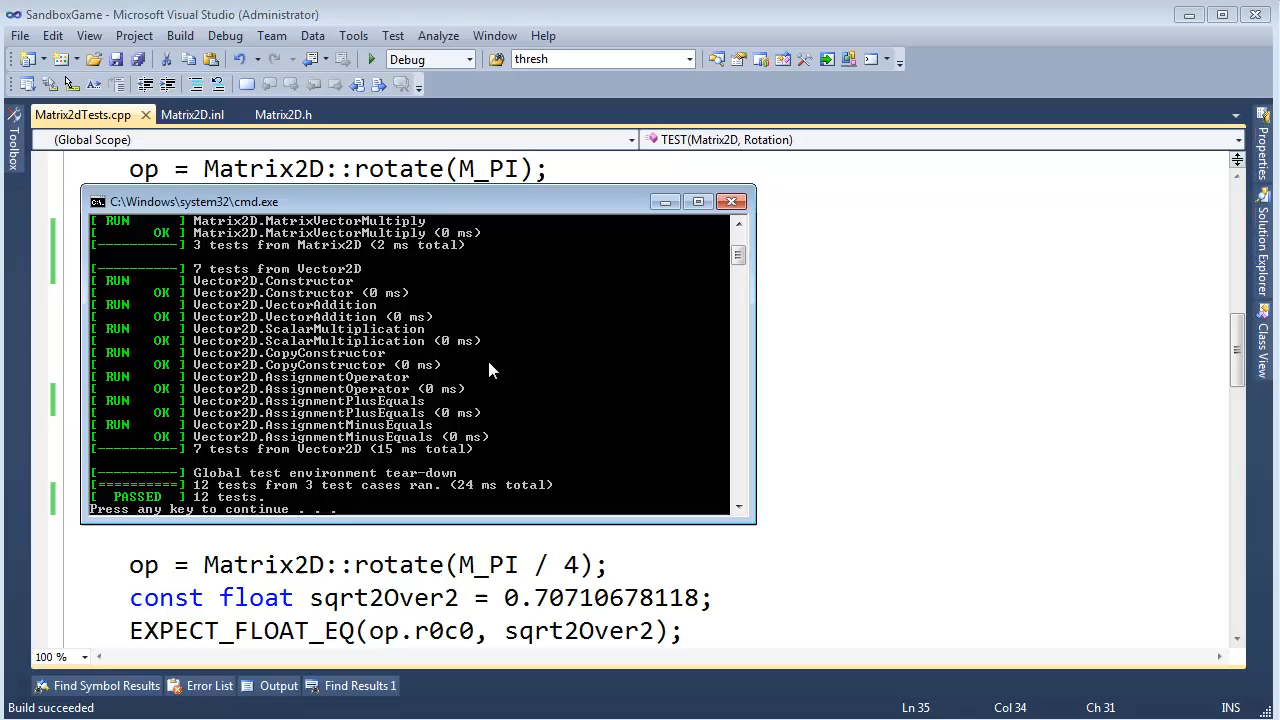 SandboxGame - Microsoft Visual Studio (Administrator)
File Edit View Project Build Debug Team Data Tools Test Analyze Window Help
Debug thresh
Matrix2dTests.cpp Matrix2D.inl Matrix2D.h
(Global Scope) TEST(Matrix2D, Rotation)
Toolbox
Properties
Solution Explorer
Class View
op = Matrix2D::rotate(M_PI);
C:\Windows\system32\cmd.exe
[ RUN      ] Matrix2D.MatrixVectorMultiply
[       OK ] Matrix2D.MatrixVectorMultiply (0 ms)
[----------] 3 tests from Matrix2D (2 ms total)
[----------] 7 tests from Vector2D
[ RUN      ] Vector2D.Constructor
[       OK ] Vector2D.Constructor (0 ms)
[ RUN      ] Vector2D.VectorAddition
[       OK ] Vector2D.VectorAddition (0 ms)
[ RUN      ] Vector2D.ScalarMultiplication
[       OK ] Vector2D.ScalarMultiplication (0 ms)
[ RUN      ] Vector2D.CopyConstructor
[       OK ] Vector2D.CopyConstructor (0 ms)
[ RUN      ] Vector2D.AssignmentOperator
[       OK ] Vector2D.AssignmentOperator (0 ms)
[ RUN      ] Vector2D.AssignmentPlusEquals
[       OK ] Vector2D.AssignmentPlusEquals (0 ms)
[ RUN      ] Vector2D.AssignmentMinusEquals
[       OK ] Vector2D.AssignmentMinusEquals (0 ms)
[----------] 7 tests from Vector2D (15 ms total)
[----------] Global test environment tear-down
[==========] 12 tests from 3 test cases ran. (24 ms total)
[  PASSED  ] 12 tests.
Press any key to continue . . .
op = Matrix2D::rotate(M_PI / 4);
const float sqrt2Over2 = 0.70710678118;
EXPECT_FLOAT_EQ(op.r0c0, sqrt2Over2);
100 %
Find Symbol Results Error List Output Find Results 1
Build succeeded Ln 35 Col 34 Ch 31 INS